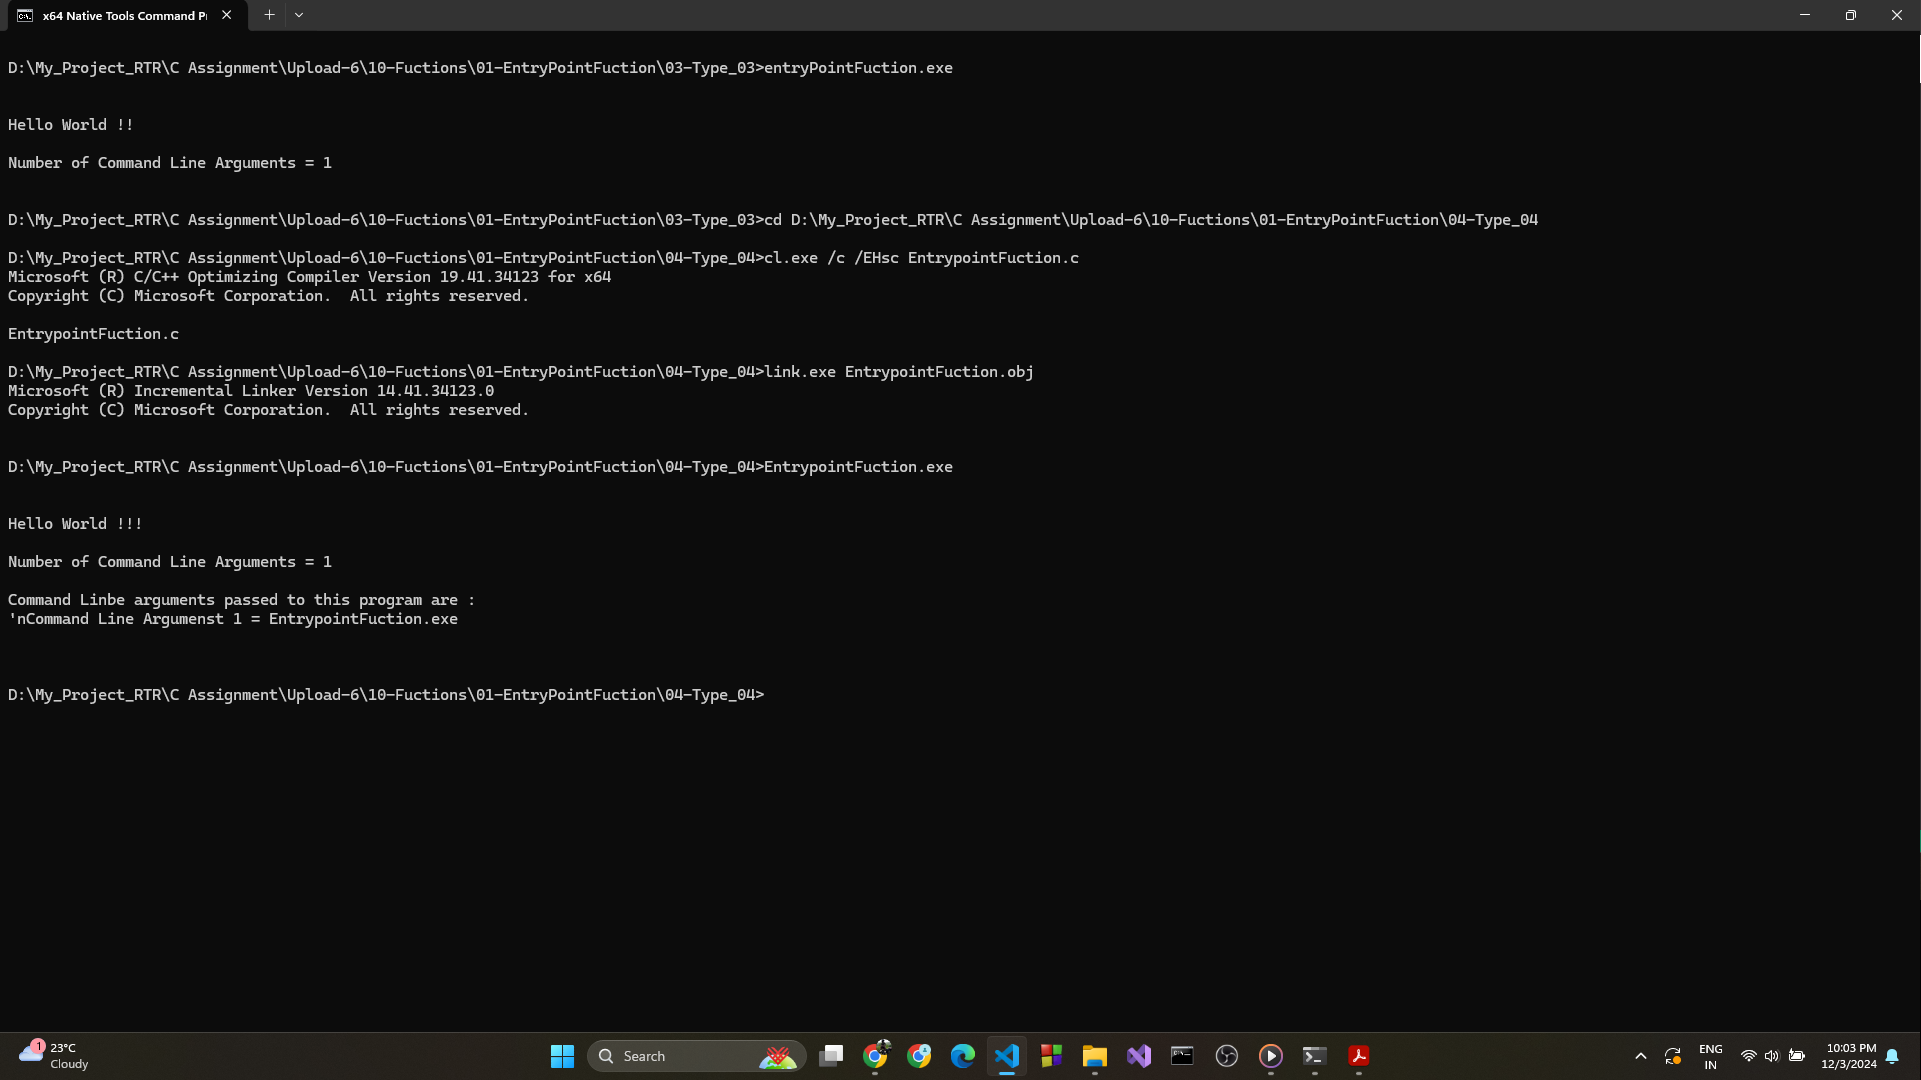 x64 Native Tools Command P
D:\My_Project_RTR\C Assignment\Upload-6\10-Fuctions\01-EntryPointFuction\03-Type_03>entryPointFuction.exe
Hello World !!
Number of Command Line Arguments = 1
D:\My_Project_RTR\C Assignment\Upload-6\10-Fuctions\01-EntryPointFuction\03-Type_03>cd D:\My_Project_RTR\C Assignment\Upload-6\10-Fuctions\01-EntryPointFuction\04-Type_04
D:\My_Project_RTR\C Assignment\Upload-6\10-Fuctions\01-EntryPointFuction\04-Type_04>cl.exe /c /EHsc EntrypointFuction.c
Microsoft (R) C/C++ Optimizing Compiler Version 19.41.34123 for x64
Copyright (C) Microsoft Corporation.  All rights reserved.
EntrypointFuction.c
D:\My_Project_RTR\C Assignment\Upload-6\10-Fuctions\01-EntryPointFuction\04-Type_04>link.exe EntrypointFuction.obj
Microsoft (R) Incremental Linker Version 14.41.34123.0
Copyright (C) Microsoft Corporation.  All rights reserved.
D:\My_Project_RTR\C Assignment\Upload-6\10-Fuctions\01-EntryPointFuction\04-Type_04>EntrypointFuction.exe
Hello World !!!
Number of Command Line Arguments = 1
Command Linbe arguments passed to this program are :
'nCommand Line Argumenst 1 = EntrypointFuction.exe
D:\My_Project_RTR\C Assignment\Upload-6\10-Fuctions\01-EntryPointFuction\04-Type_04>
1
23°C
Cloudy
Search
ENG
IN
10:03 PM
12/3/2024